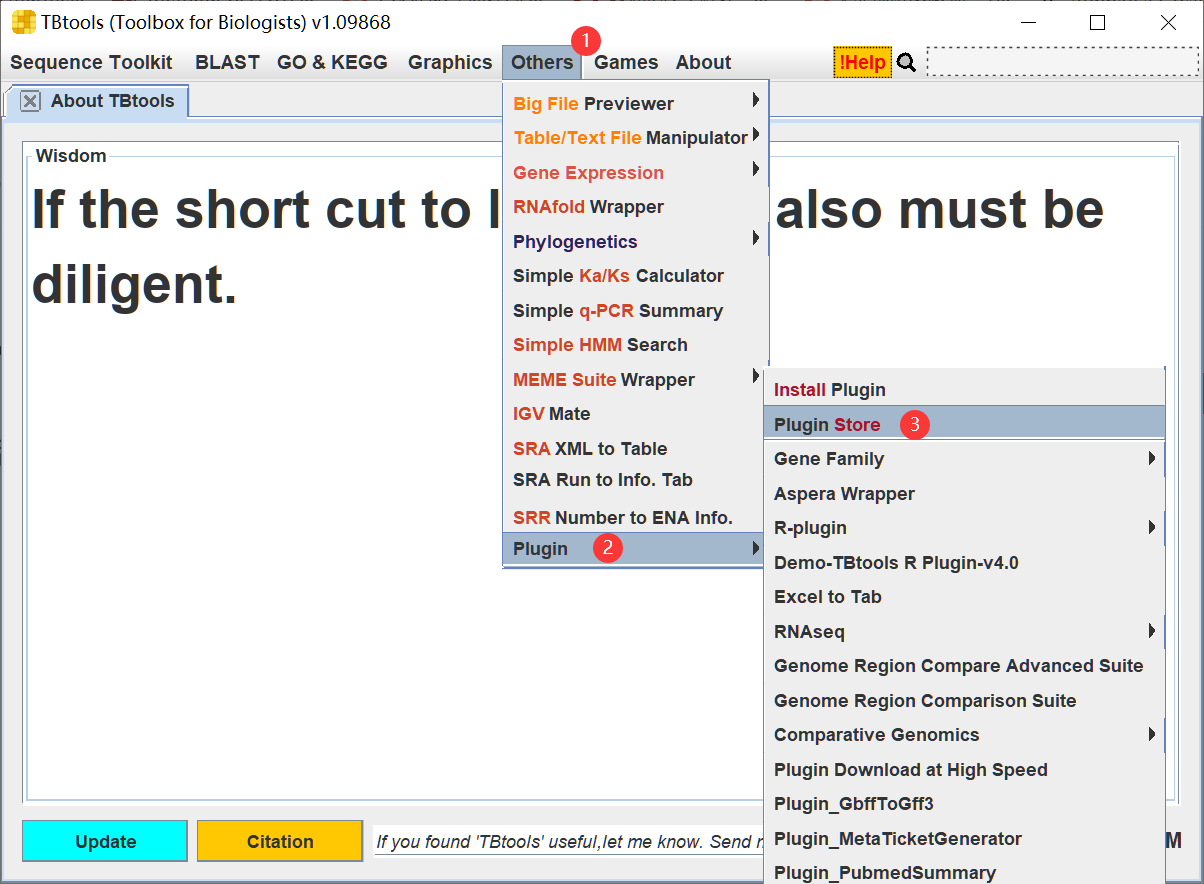 TBtools (Toolbox for Biologists) v1.09868
Sequence Toolkit BLAST GO & KEGG Graphics Others Games About !Help
1
About TBtools
Wisdom
If the short cut to l also must be
diligent.
Big File Previewer
Table/Text File Manipulator
Gene Expression
RNAfold Wrapper
Phylogenetics
Simple Ka/Ks Calculator
Simple q-PCR Summary
Simple HMM Search
MEME Suite Wrapper
IGV Mate
SRA XML to Table
SRA Run to Info. Tab
SRR Number to ENA Info.
Plugin 2
Install Plugin
Plugin Store 3
Gene Family
Aspera Wrapper
R-plugin
Demo-TBtools R Plugin-v4.0
Excel to Tab
RNAseq
Genome Region Compare Advanced Suite
Genome Region Comparison Suite
Comparative Genomics
Plugin Download at High Speed
Plugin_GbffToGff3
Plugin_MetaTicketGenerator
Plugin_PubmedSummary
Update Citation If you found 'TBtools' useful,let me know. Send M